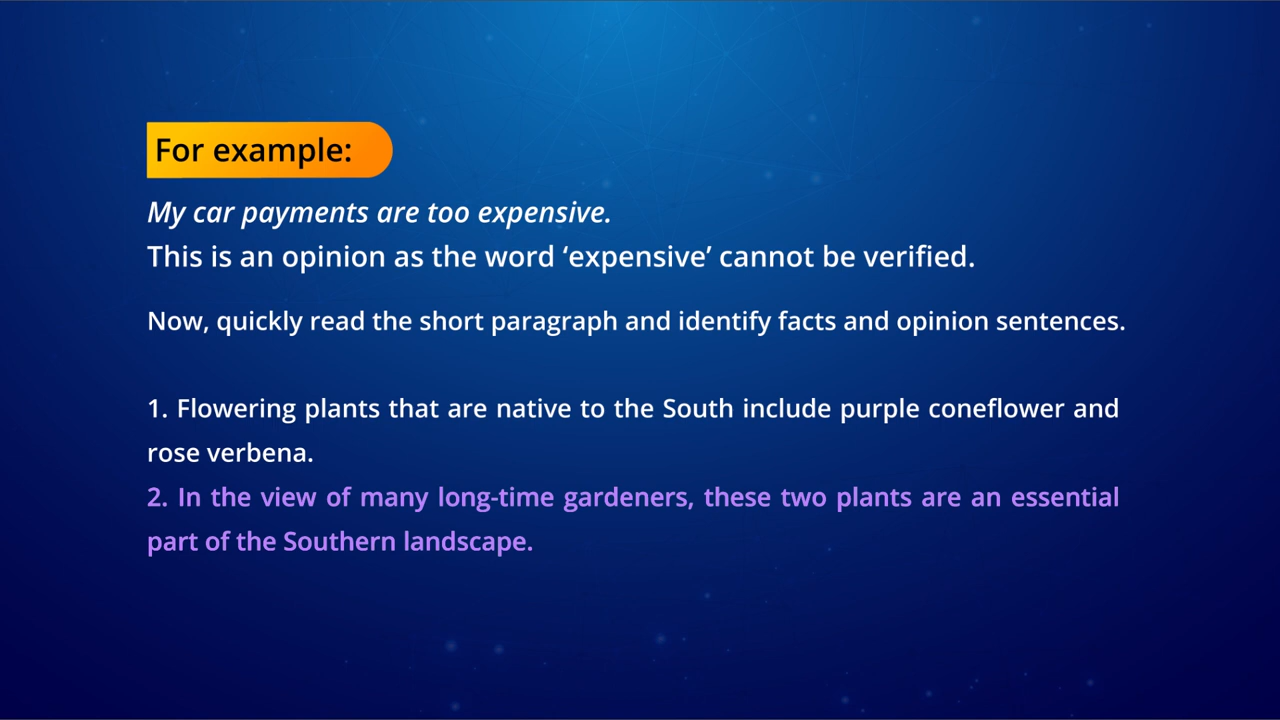 For example:
My car payments are too expensive.
This is an opinion as the word ‘expensive’ cannot be verified.
Now, quickly read the short paragraph and identify facts and opinion sentences.
1. Flowering plants that are native to the South include purple coneflower and
rose verbena.
2. In the view of many long-time gardeners, these two plants are an essential
part of the Southern landscape.